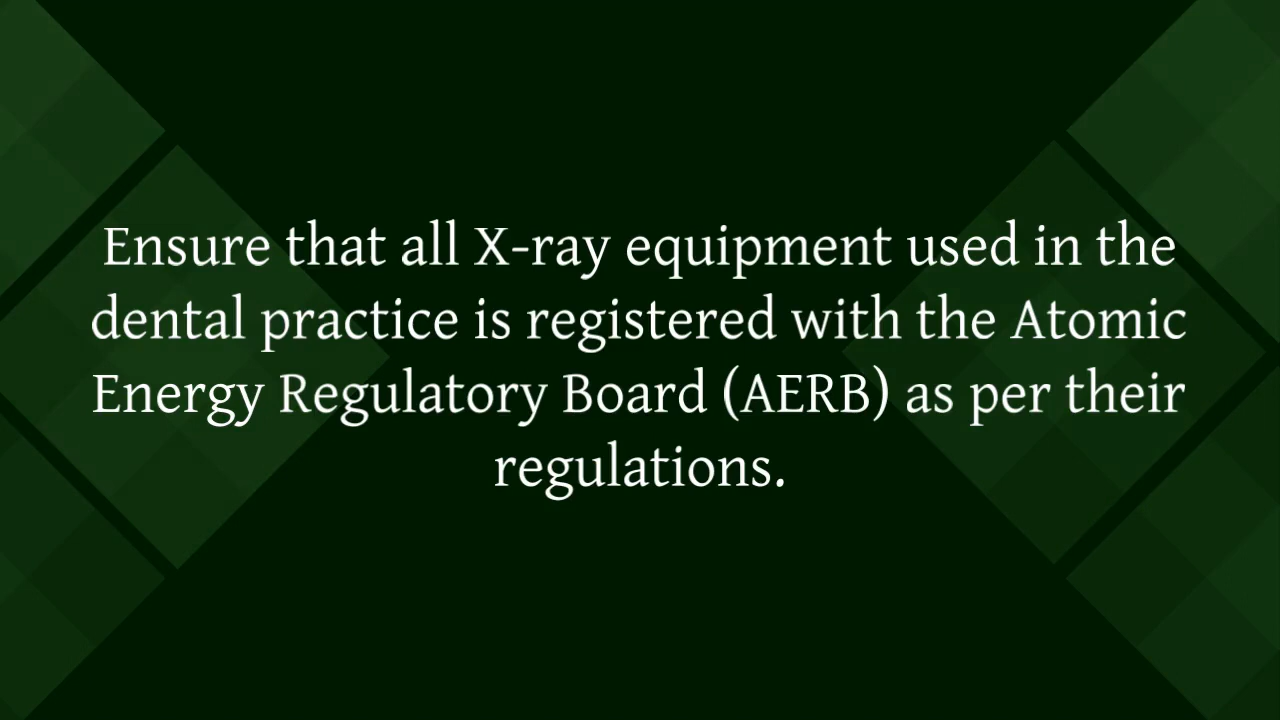 Ensure that all X-ray equipment used in the
dental practice is registered with the Atomic
Energy Regulatory Board (AERB) as per their
regulations.